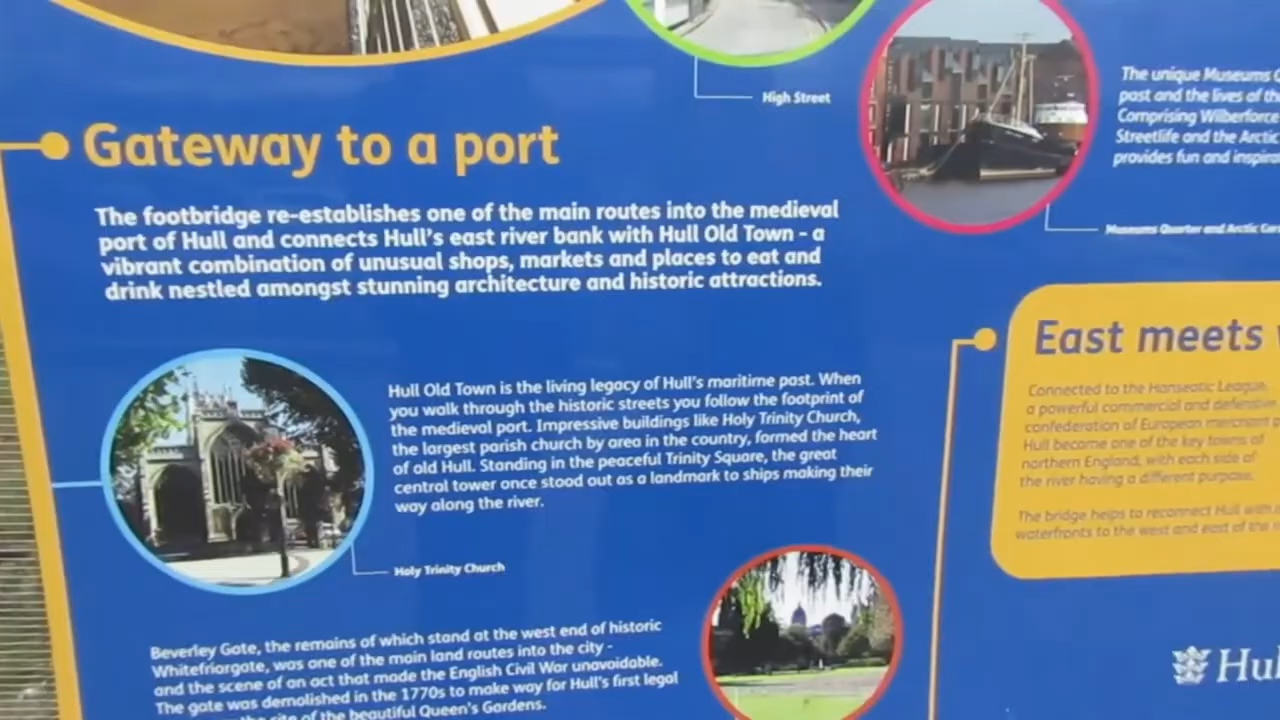 High Street
The unique Museums
past and the lives of
Comprising Wilberforce
Streetlife and the Arctic
provides fun and
Museums Quarter and Arctic
Gateway to a port
The footbridge re-establishes one of the main routes into the medieval
port of Hull and connects Hull's east river bank with Hull Old Town - a
vibrant combination of unusual shops, markets and places to eat and
drink nestled amongst stunning architecture and historic attractions.
Hull Old Town is the living legacy of Hull's maritime past. When
you walk through the historic streets you follow the footprint of
the medieval port. Impressive buildings like Holy Trinity Church,
the largest parish church by area in the country, formed the heart
of old Hull. Standing in the peaceful Trinity Square, the great
central tower once stood out as a landmark to ships making their
way along the river.
Holy Trinity Church
Beverley Gate, the remains of which stand at the west end of historic
Whitefriargate, was one of the main land routes into the city -
and the scene of an act that made the English Civil War unavoidable.
The gate was demolished in the 1770s to make way for Hull's first legal
the site of the beautiful Queen's Gardens.
East meets
Connected to the Hanseatic League,
a powerful commercial and defensive
confederation of European merchant
Hull became one of the key towns of
northern England, with each side of
the river having a different purpose.
The bridge helps to reconnect Hull with
waterfronts to the west and east of the
Hul